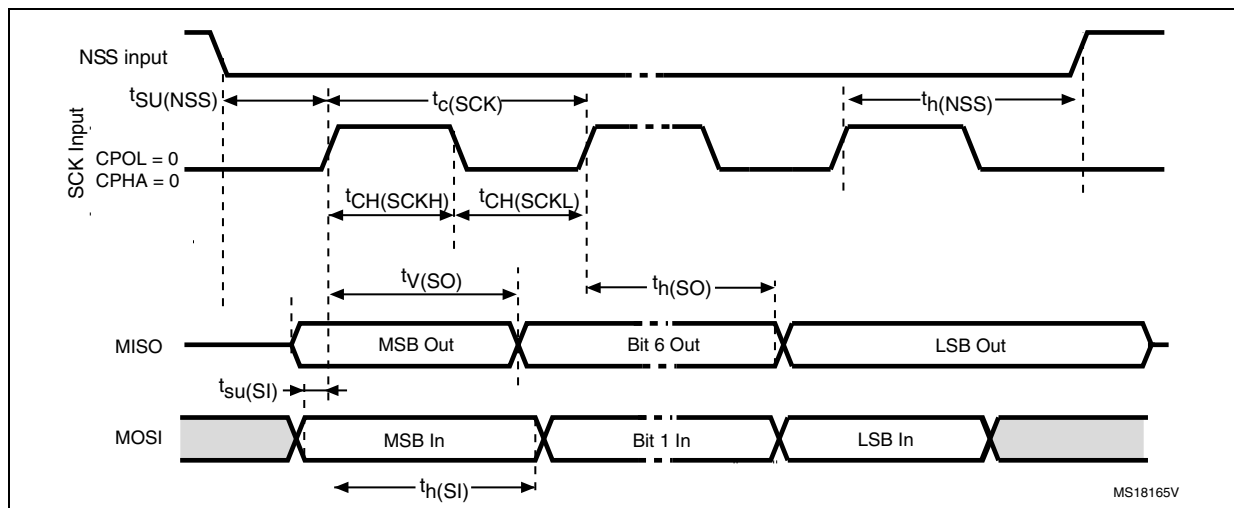 NSS input
tSU(NSS)
tc(SCK)
th(NSS)
SCK Input
CPOL = 0
CPHA = 0
tCH(SCKH)
tCH(SCKL)
tV(SO)
th(SO)
MISO
MSB Out
Bit 6 Out
LSB Out
tsu(SI)
MOSI
MSB In
Bit 1 In
LSB In
th(SI)
MS18165V